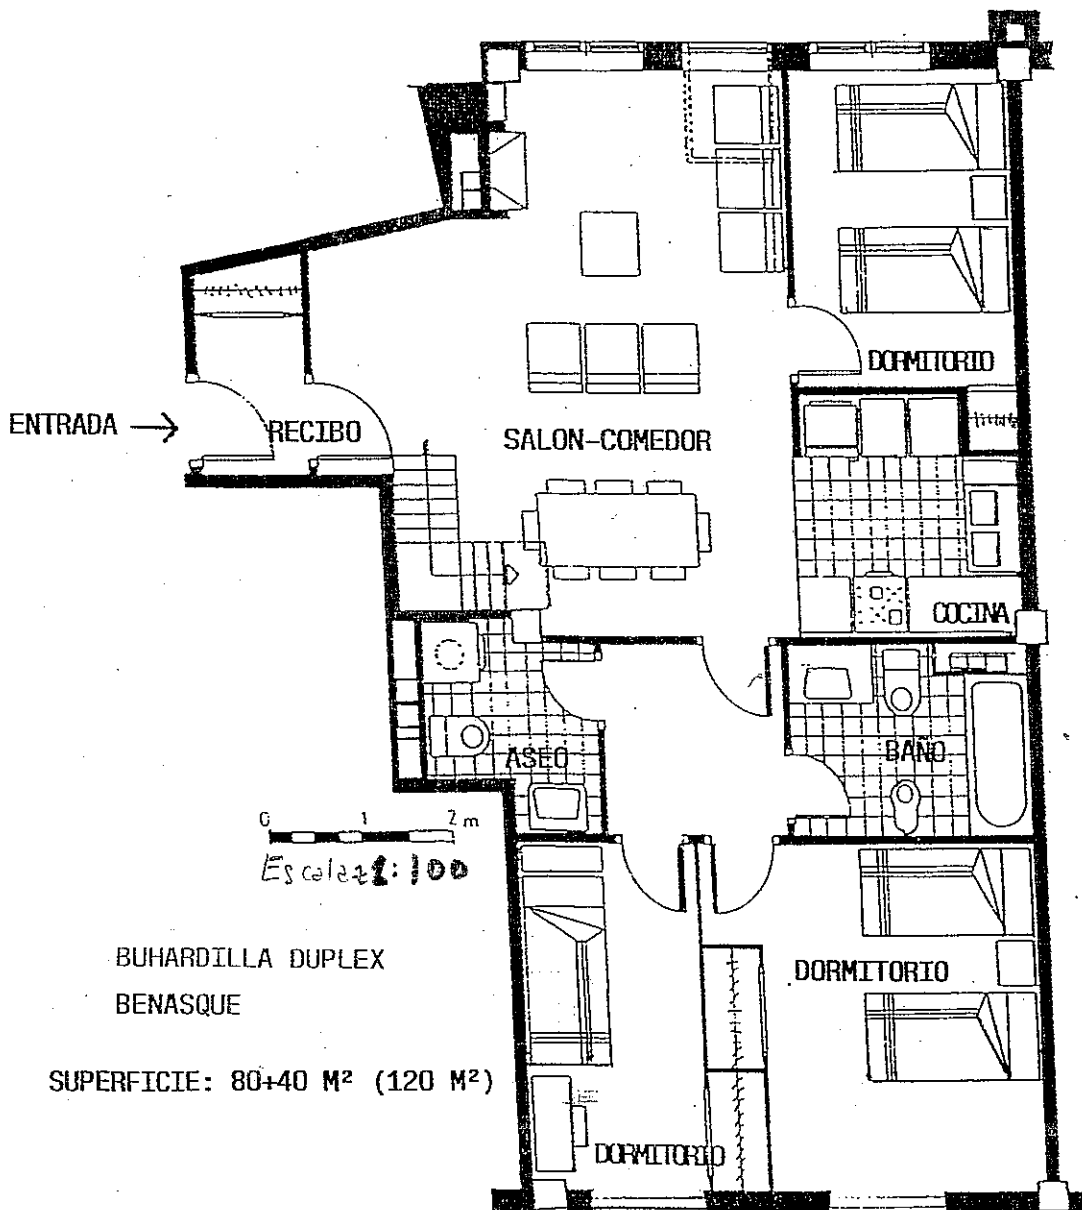 DORMITORIO
ENTRADA
RECIBO
SALON-COMEDOR
COCINA
ASEO
BAÑO
0 1 2 m
1:100
BUHARDILLA DUPLEX
BENASQUE
DORMITORIO
SUPERFICIE: 80+40 M² (120 M²)
DORMITORIO